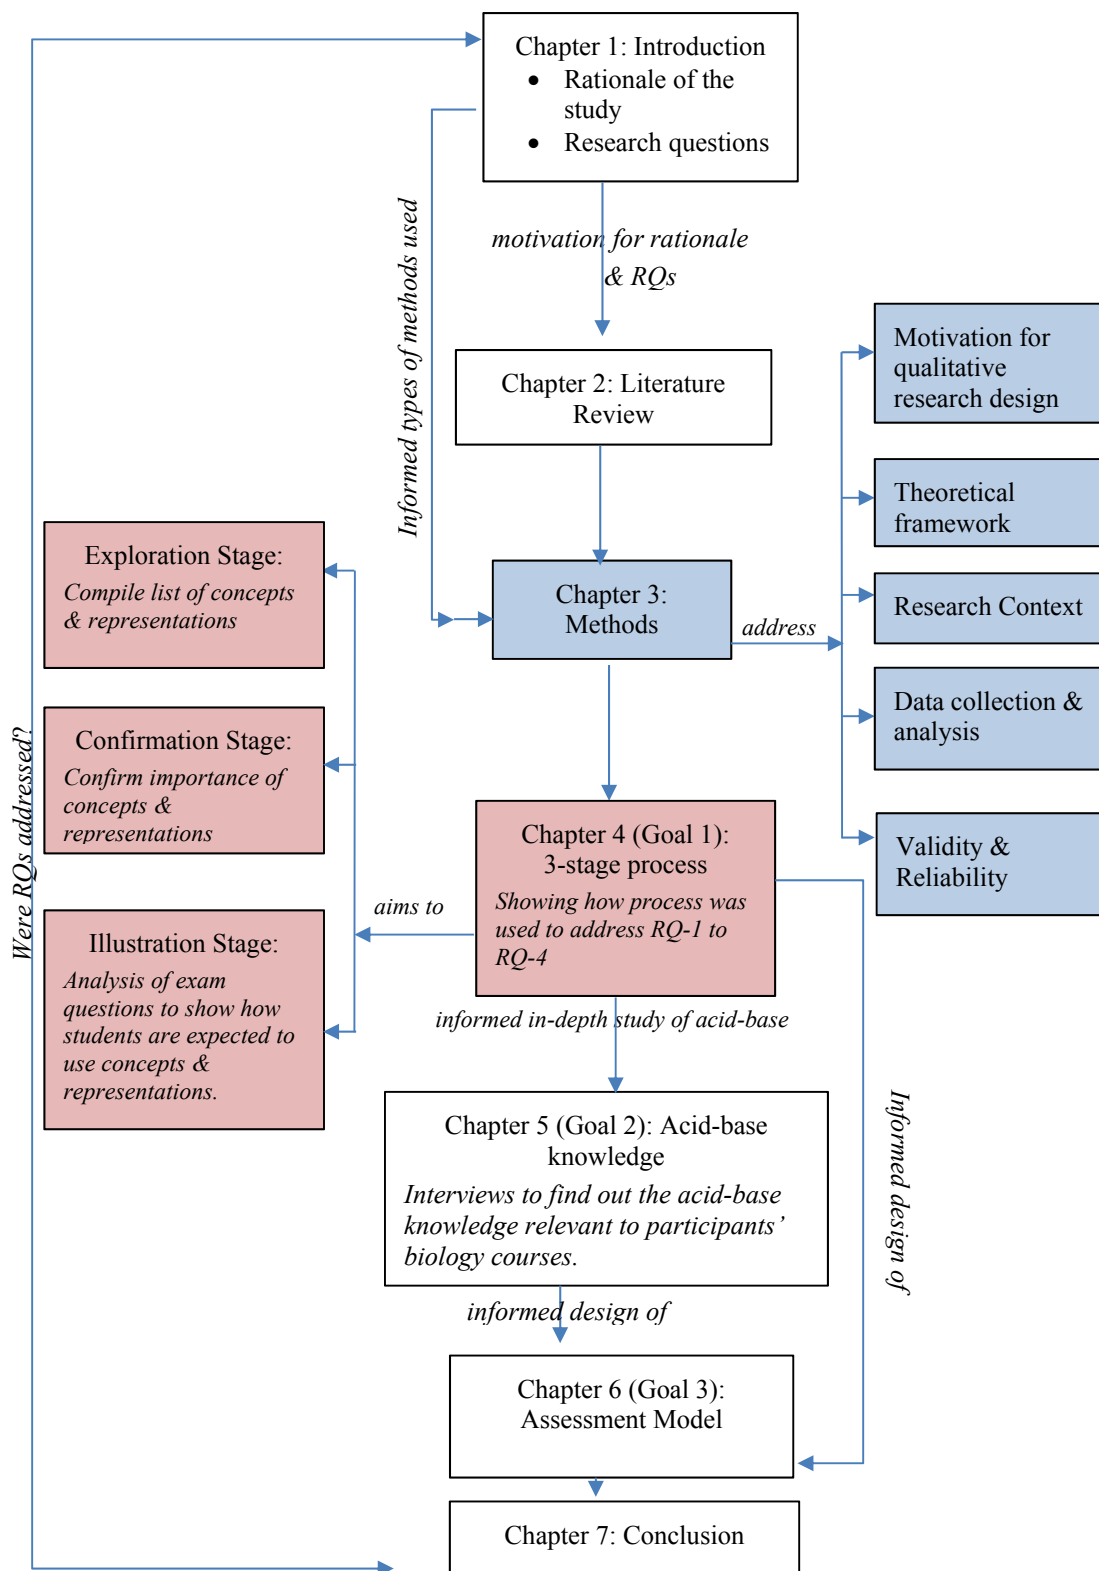 Chapter 1: Introduction
• Rationale of the
study
• Research questions
Informed types of methods used
motivation for rationale
& RQs
Chapter 2: Literature
Review
Motivation for
qualitative
research design
Theoretical
framework
Exploration Stage:
Compile list of concepts
& representations
Chapter 3:
Methods
address
Research Context
Data collection &
analysis
Confirmation Stage:
Confirm importance of
concepts &
representations
Were RQs addressed?
Chapter 4 (Goal 1):
3-stage process
Showing how process was
used to address RQ-1 to
RQ-4
Validity &
Reliability
aims to
Illustration Stage:
Analysis of exam
questions to show how
students are expected to
use concepts &
representations.
informed in-depth study of acid-base
Chapter 5 (Goal 2): Acid-base
knowledge
Interviews to find out the acid-base
knowledge relevant to participants’
biology courses.
Informed design of
informed design of
Chapter 6 (Goal 3):
Assessment Model
Chapter 7: Conclusion